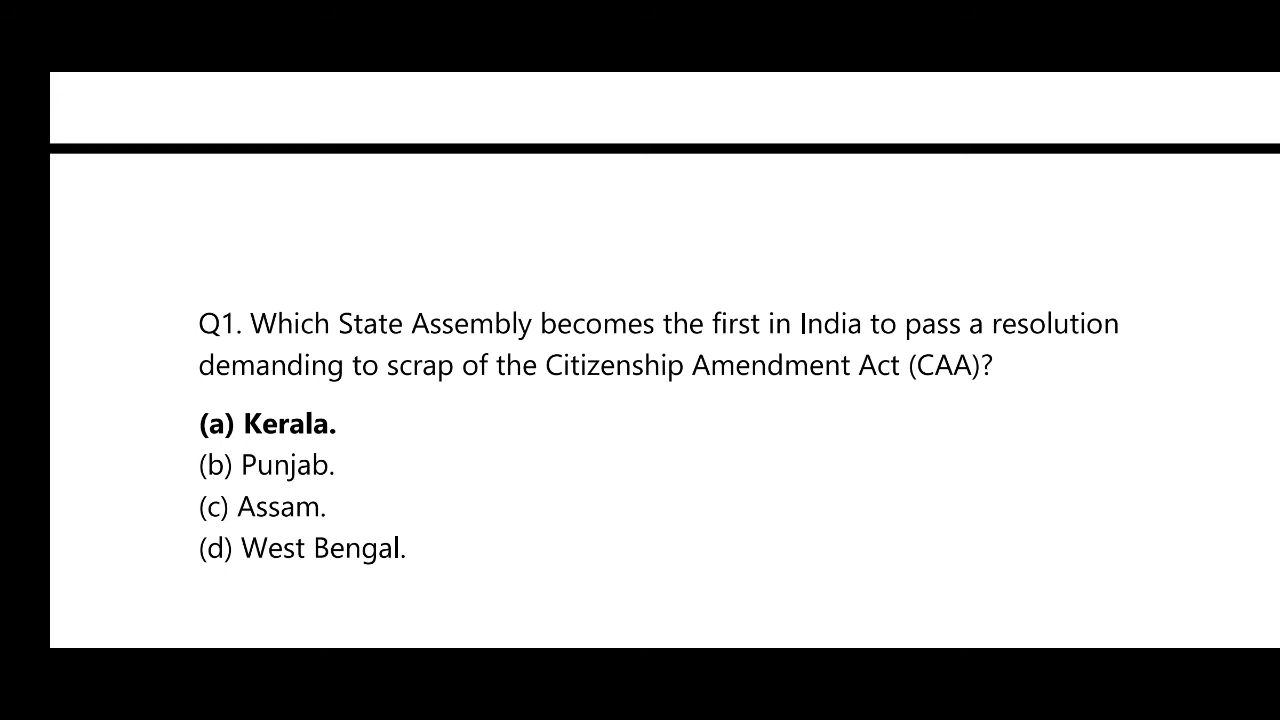 Q1. Which State Assembly becomes the first in India to pass a resolution
demanding to scrap of the Citizenship Amendment Act (CAA)?
(a) Kerala.
(b) Punjab.
(c) Assam.
(d) West Bengal.